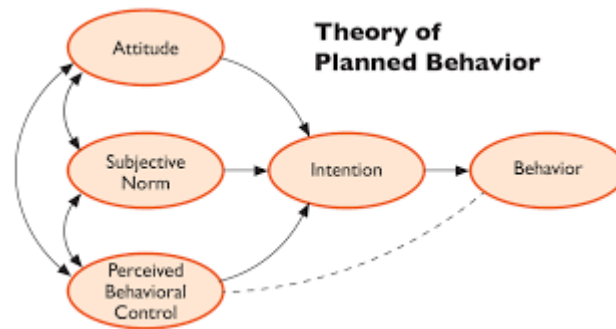 Theory of
Planned Behavior
Attitude
Subjective
Norm
Intention
Behavior
Perceived
Behavioral
Control